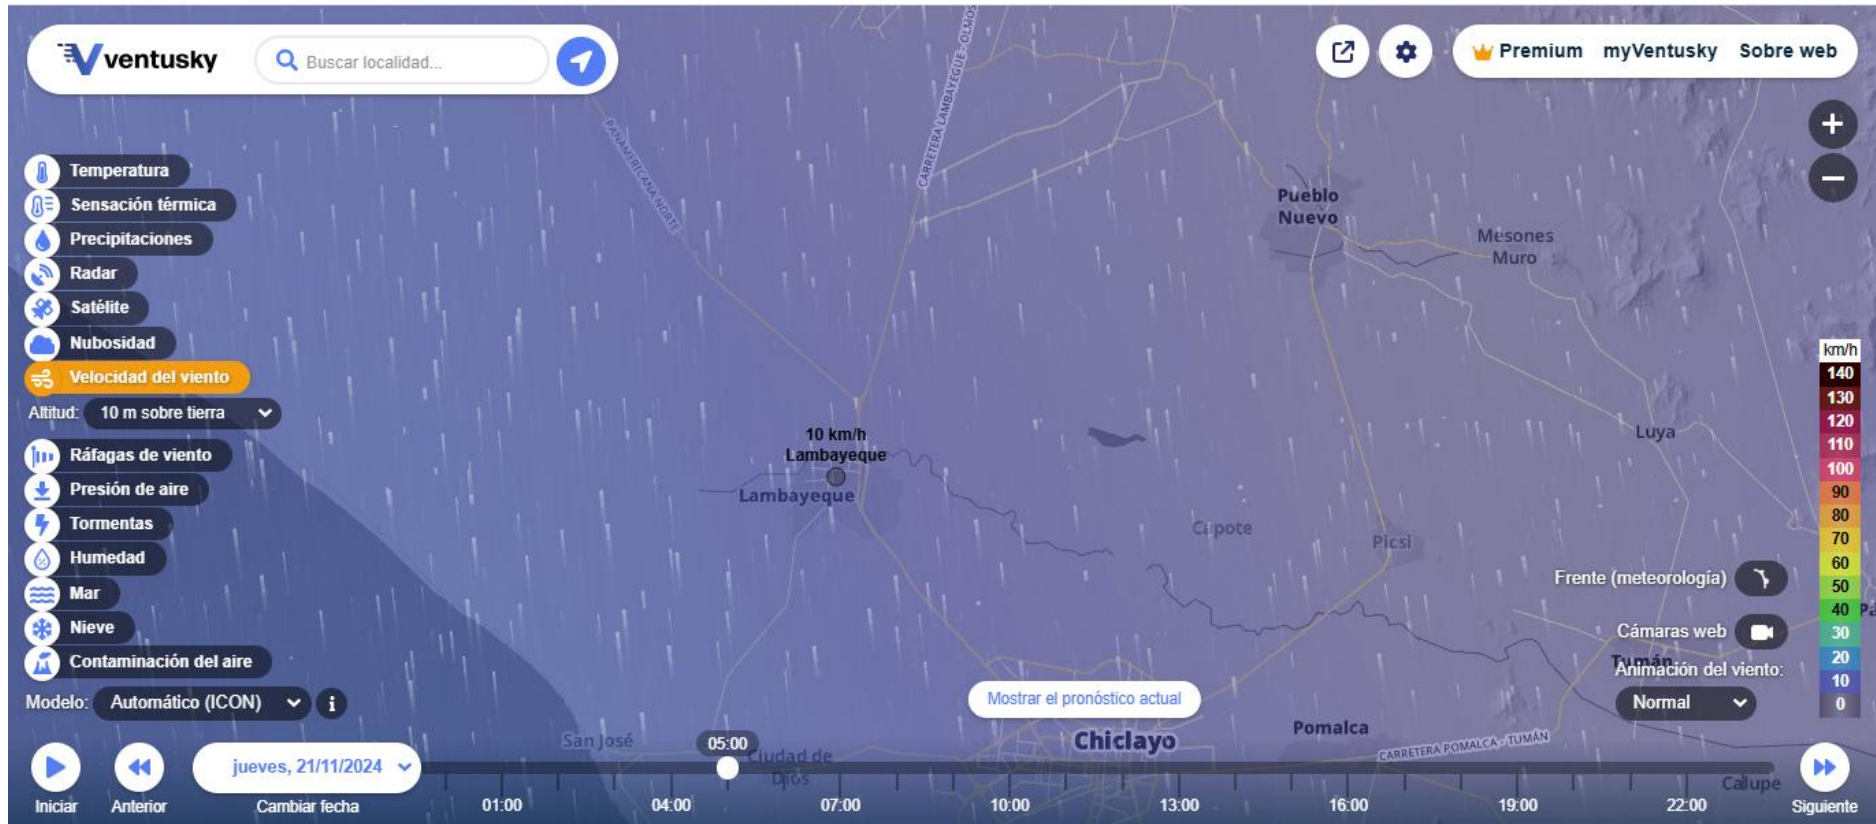 ventusky
Buscar localidad...
Premium myVentusky Sobre web
PANAMERICANA NORTE
CARRETERA LAMBAYEQUE - OLMOS
Temperatura
Sensación térmica
Precipitaciones
Radar
Satélite
Nubosidad
Velocidad del viento
Altitud: 10 m sobre tierra
Ráfagas de viento
Presión de aire
Tormentas
Humedad
Mar
Nieve
Contaminación del aire
Modelo: Automático (ICON) i
Pueblo
Nuevo
Mesones
Muro
Luya
10 km/h
Lambayeque
Lambayeque
Capote
Picsi
km/h
140
130
120
110
100
90
80
70
60
50
40
30
20
10
0
Frente (meteorología)
Cámaras web
Tumán
Animación del viento:
Normal
Mostrar el pronóstico actual
San José
Ciudad de
Dios
Chiclayo
Pomalca
CARRETERA POMALCA - TUMÁN
Calupe
05:00
jueves, 21/11/2024
Iniciar Anterior Cambiar fecha 01:00 04:00 07:00 10:00 13:00 16:00 19:00 22:00 Siguiente